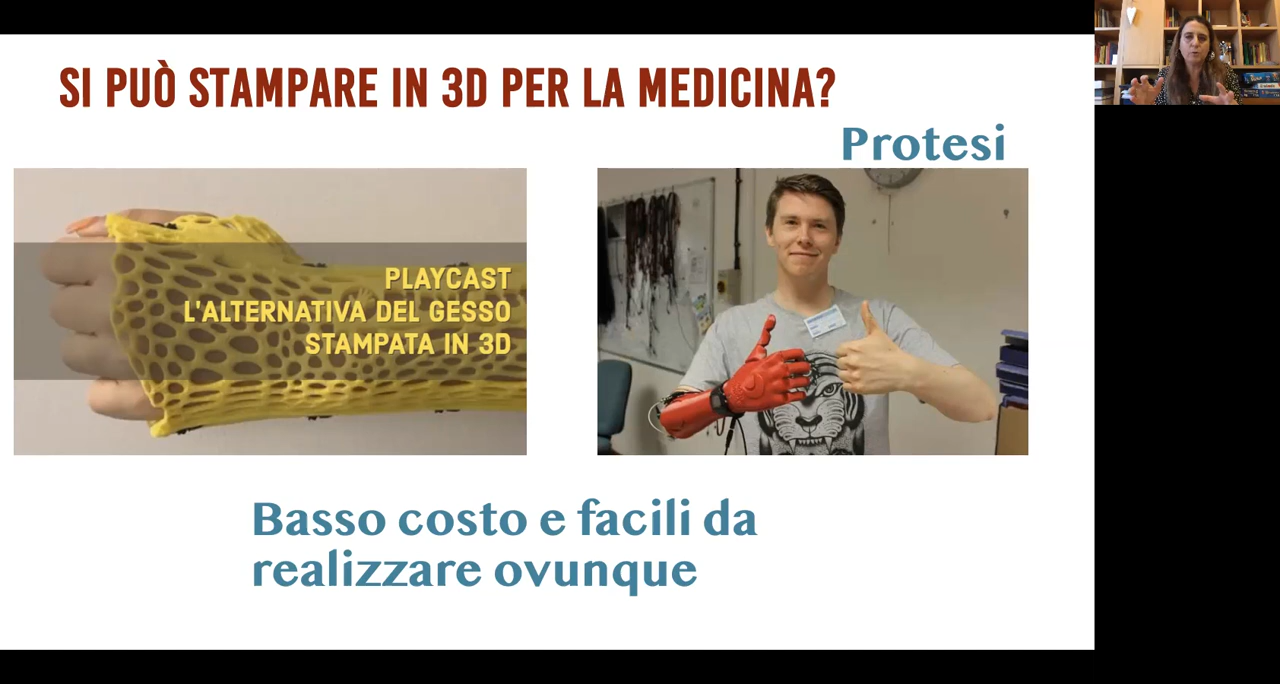 SI PUÒ STAMPARE IN 3D PER LA MEDICINA?
Protesi
PLAYCAST
L'ALTERNATIVA DEL GESSO
STAMPATA IN 3D
Basso costo e facili da
realizzare ovunque